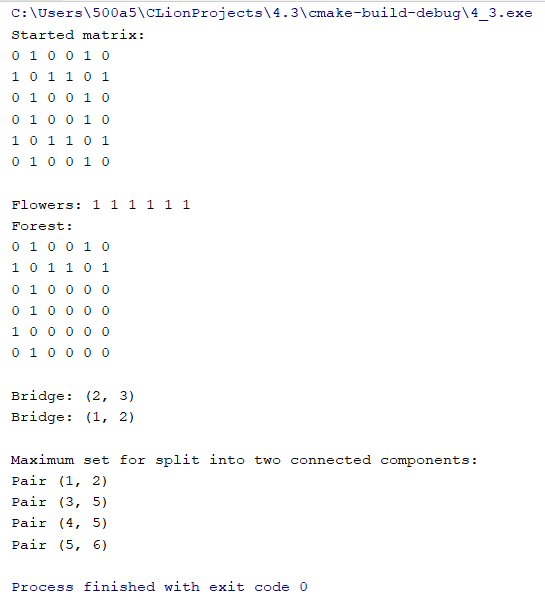 C:\Users\500a5\CLionProjects\4.3\cmake-build-debug\4_3.exe
Started matrix:
0 1 0 0 1 0
1 0 1 1 0 1
0 1 0 0 1 0
0 1 0 0 1 0
1 0 1 1 0 1
0 1 0 0 1 0
Flowers: 1 1 1 1 1 1
Forest:
0 1 0 0 1 0
1 0 1 1 0 1
0 1 0 0 0 0
0 1 0 0 0 0
1 0 0 0 0 0
0 1 0 0 0 0
Bridge: (2, 3)
Bridge: (1, 2)
Maximum set for split into two connected components:
Pair (1, 2)
Pair (3, 5)
Pair (4, 5)
Pair (5, 6)
Process finished with exit code 0